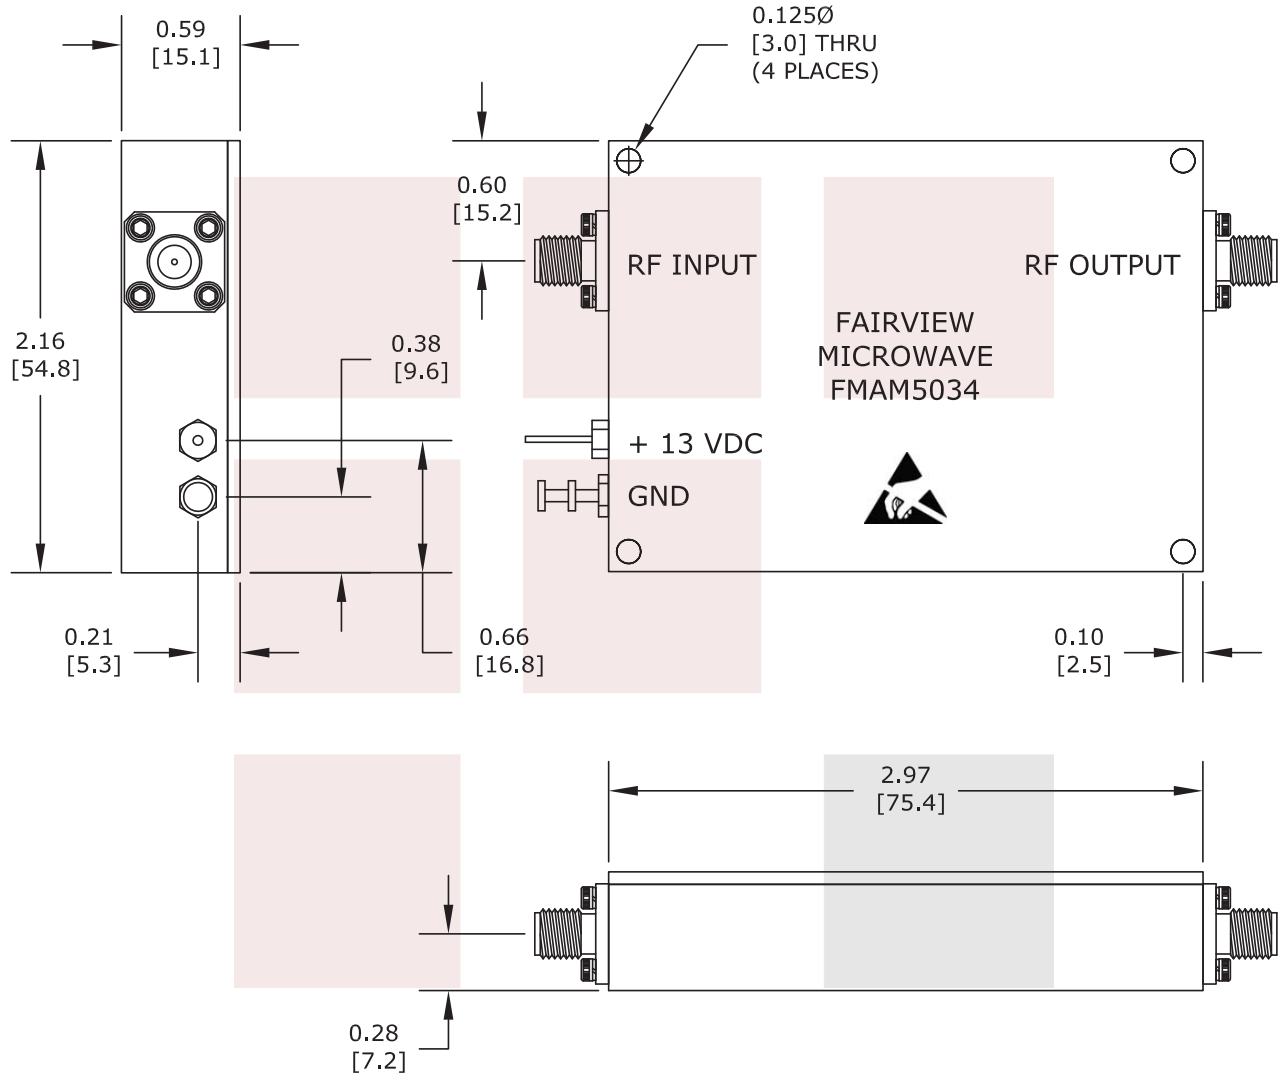 0.59
[15.1]
0.125Ø
[3.0] THRU
(4 PLACES)
0.60
[15.2]
RF INPUT
RF OUTPUT
2.16
[54.8]
0.38
[9.6]
FAIRVIEW
MICROWAVE
FMAM5034
+ 13 VDC
GND
0.21
[5.3]
0.66
[16.8]
0.10
[2.5]
2.97
[75.4]
0.28
[7.2]